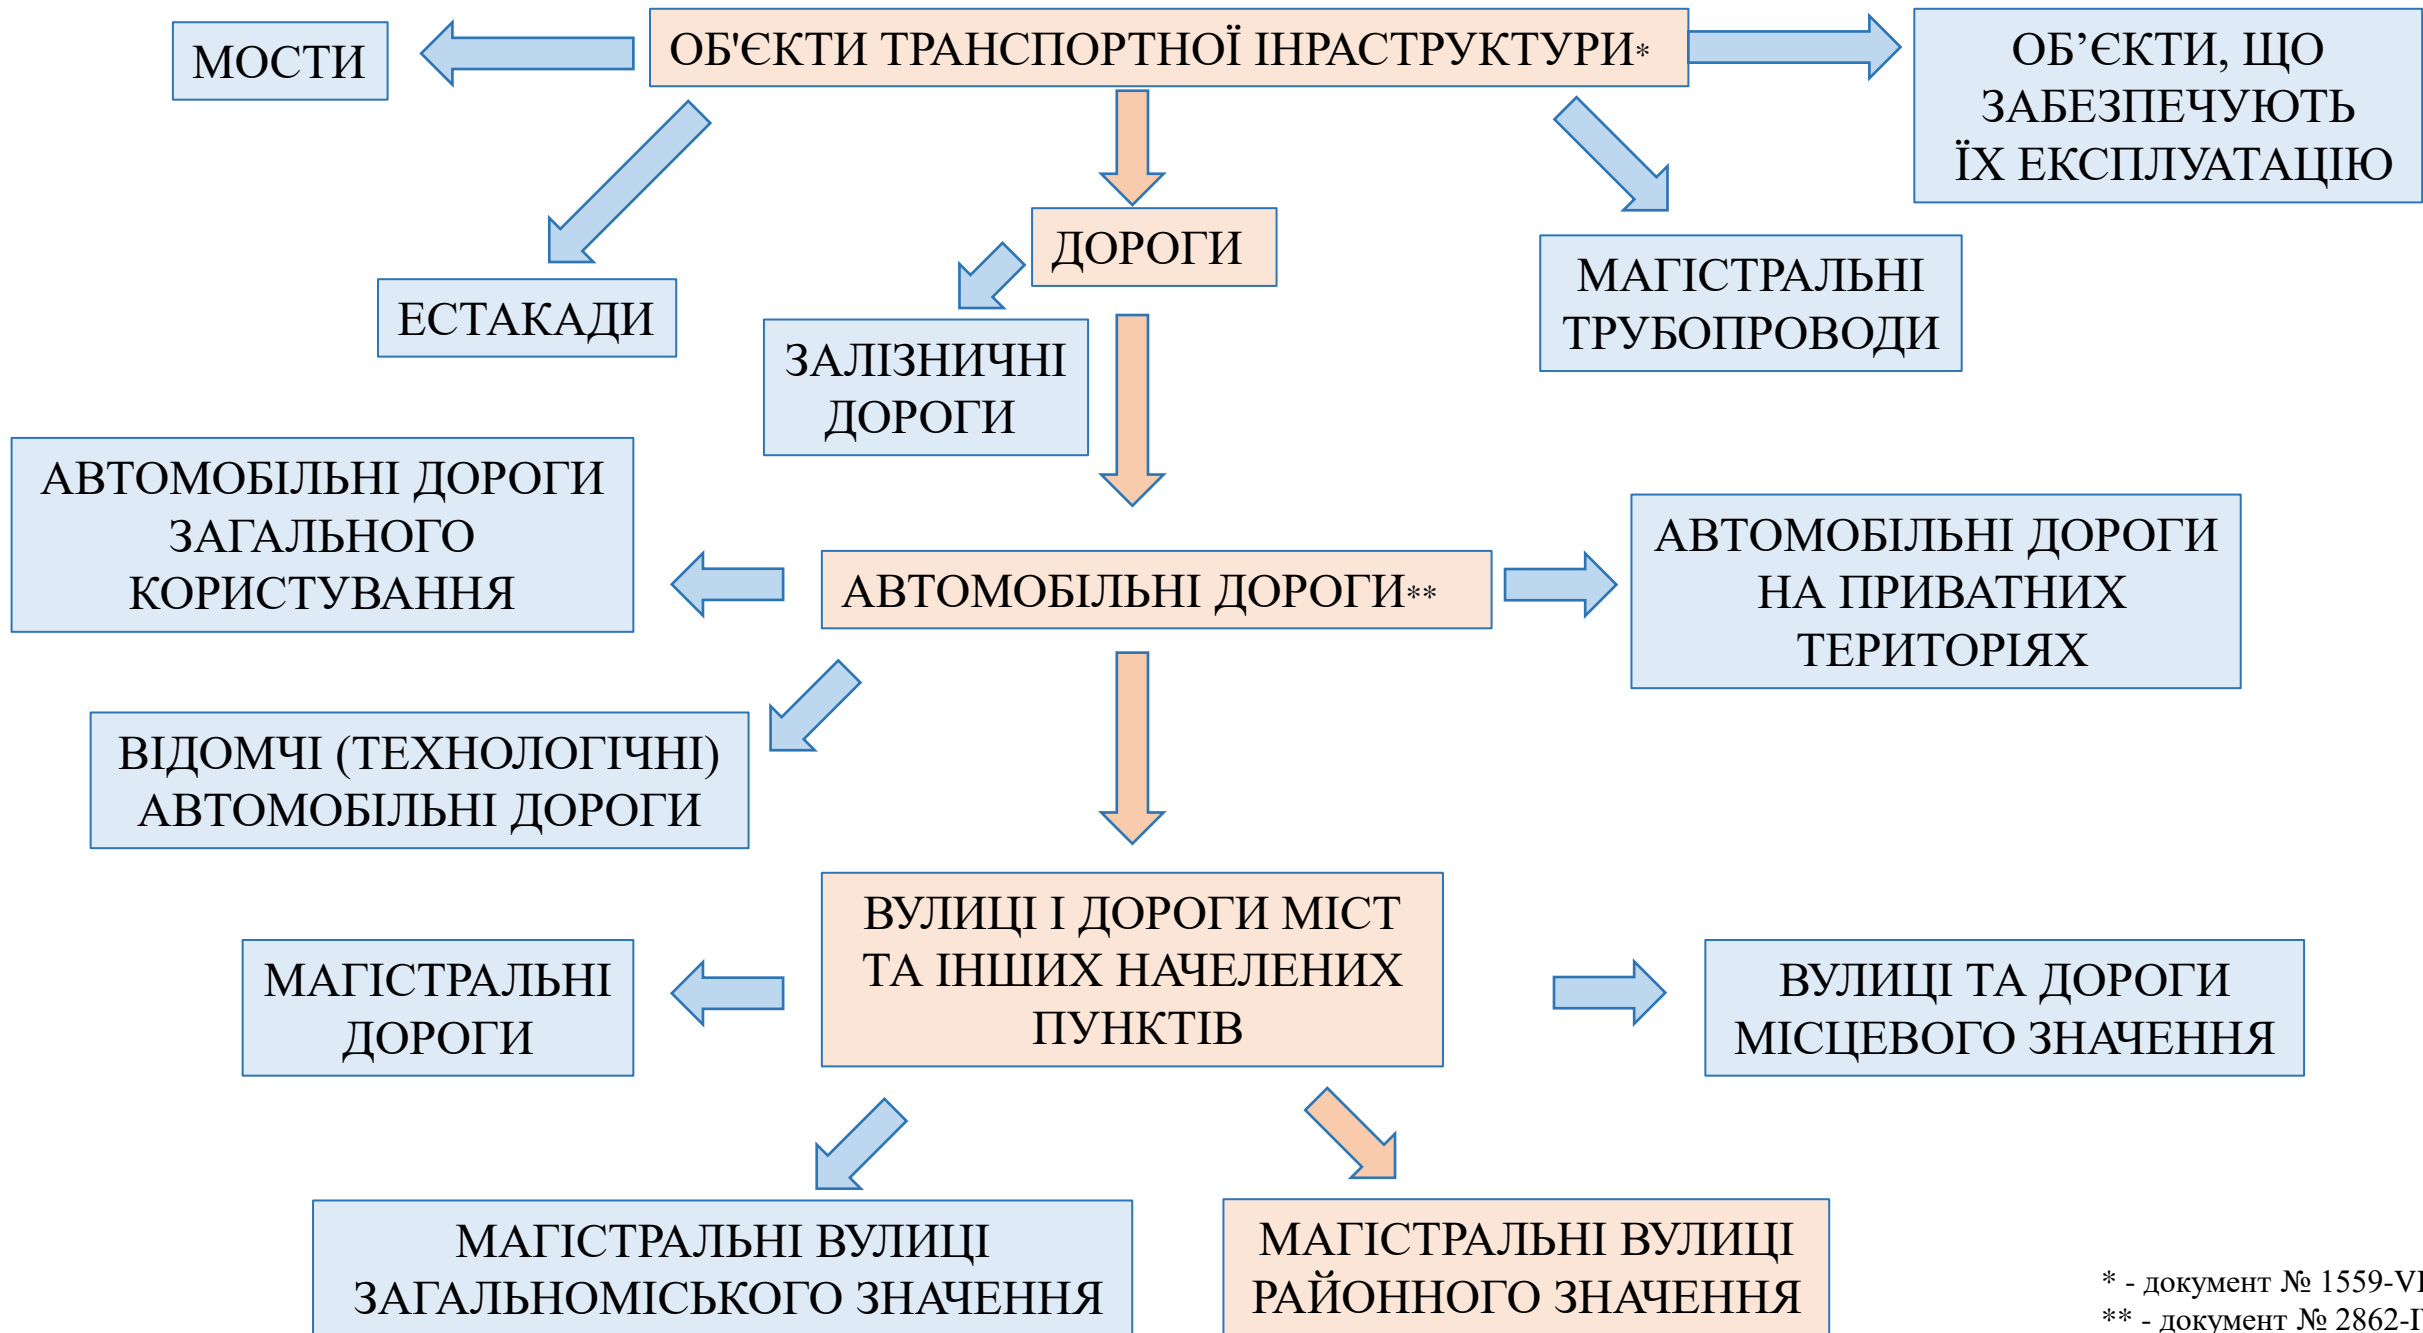 МОСТИ
ОБ'ЄКТИ ТРАНСПОРТНОЇ ІНРАСТРУКТУРИ*
ОБ’ЄКТИ, ЩО
ЗАБЕЗПЕЧУЮТЬ
ЇХ ЕКСПЛУАТАЦІЮ
ДОРОГИ
ЕСТАКАДИ
МАГІСТРАЛЬНІ
ТРУБОПРОВОДИ
ЗАЛІЗНИЧНІ
ДОРОГИ
АВТОМОБІЛЬНІ ДОРОГИ
ЗАГАЛЬНОГО
КОРИСТУВАННЯ
АВТОМОБІЛЬНІ ДОРОГИ**
АВТОМОБІЛЬНІ ДОРОГИ
НА ПРИВАТНИХ
ТЕРИТОРІЯХ
ВІДОМЧІ (ТЕХНОЛОГІЧНІ)
АВТОМОБІЛЬНІ ДОРОГИ
ВУЛИЦІ І ДОРОГИ МІСТ
ТА ІНШИХ НАЧЕЛЕНИХ
ПУНКТІВ
МАГІСТРАЛЬНІ
ДОРОГИ
ВУЛИЦІ ТА ДОРОГИ
МІСЦЕВОГО ЗНАЧЕННЯ
МАГІСТРАЛЬНІ ВУЛИЦІ
ЗАГАЛЬНОМІСЬКОГО ЗНАЧЕННЯ
МАГІСТРАЛЬНІ ВУЛИЦІ
РАЙОННОГО ЗНАЧЕННЯ
* - документ № 1559-VI
** - документ №